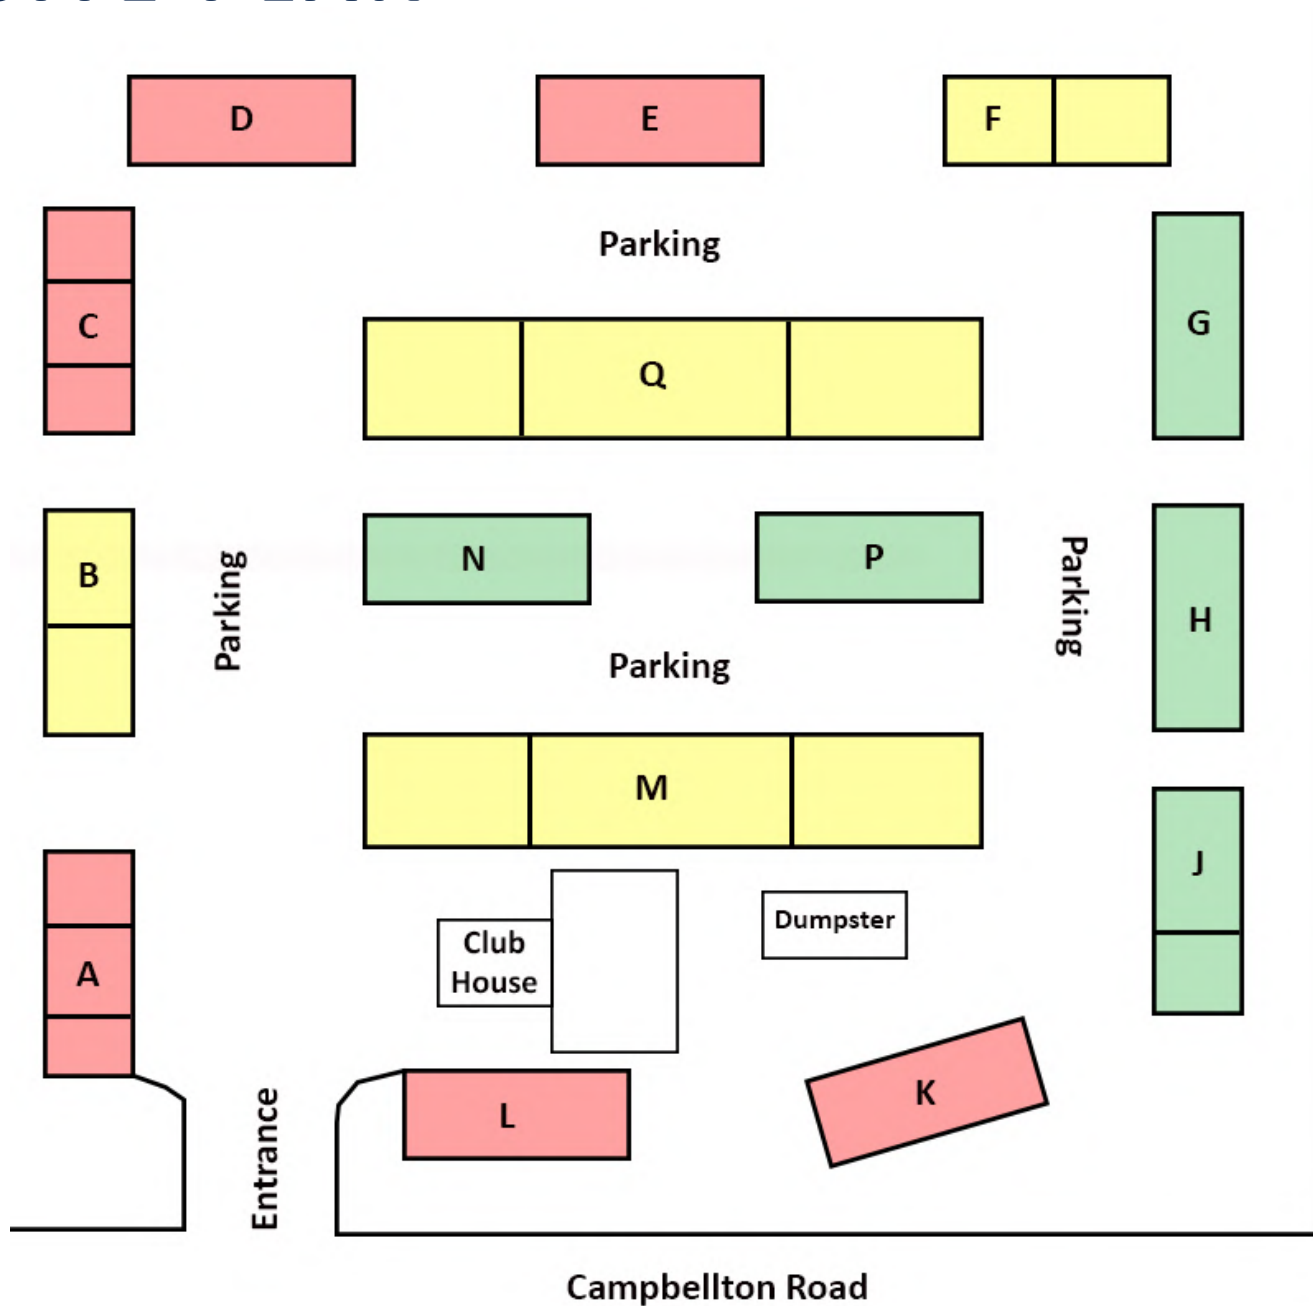 D
E
F
C
Parking
G
Q
B
Parking
N
P
Parking
H
Parking
M
J
A
Club
House
Dumpster
K
L
Entrance
Campbellton Road